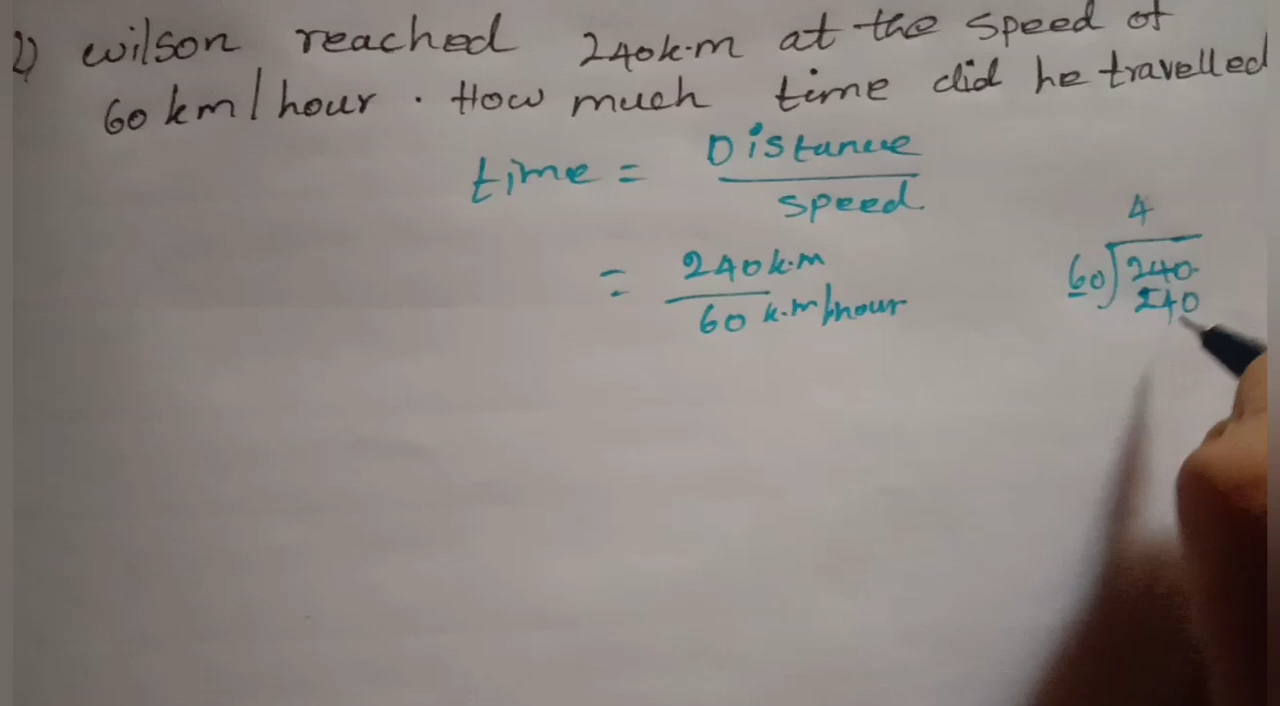 2) Wilson reached 240k.m at the speed of
60 km/hour. How much time did he travelled
time = Distance
speed
= 240k.m
60 k.m/hour
4
60)240
240